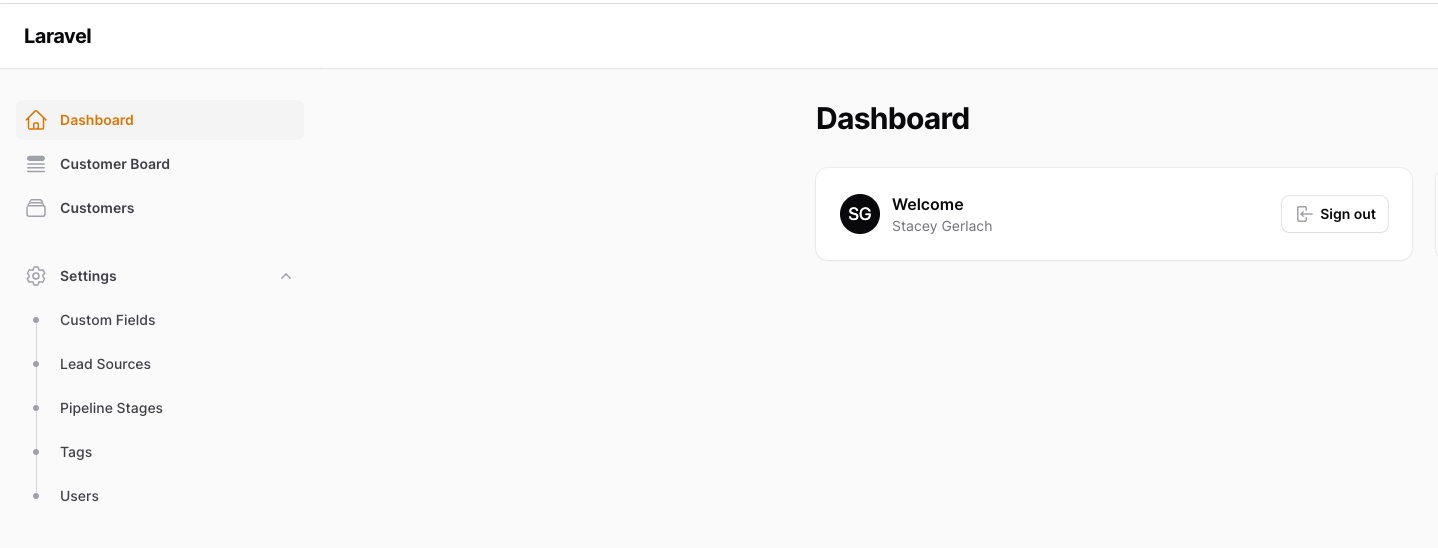 Laravel
Dashboard
Customer Board
Customers
Settings
Custom Fields
Lead Sources
Pipeline Stages
Tags
Users
Dashboard
SG
Welcome
Stacey Gerlach
Sign out